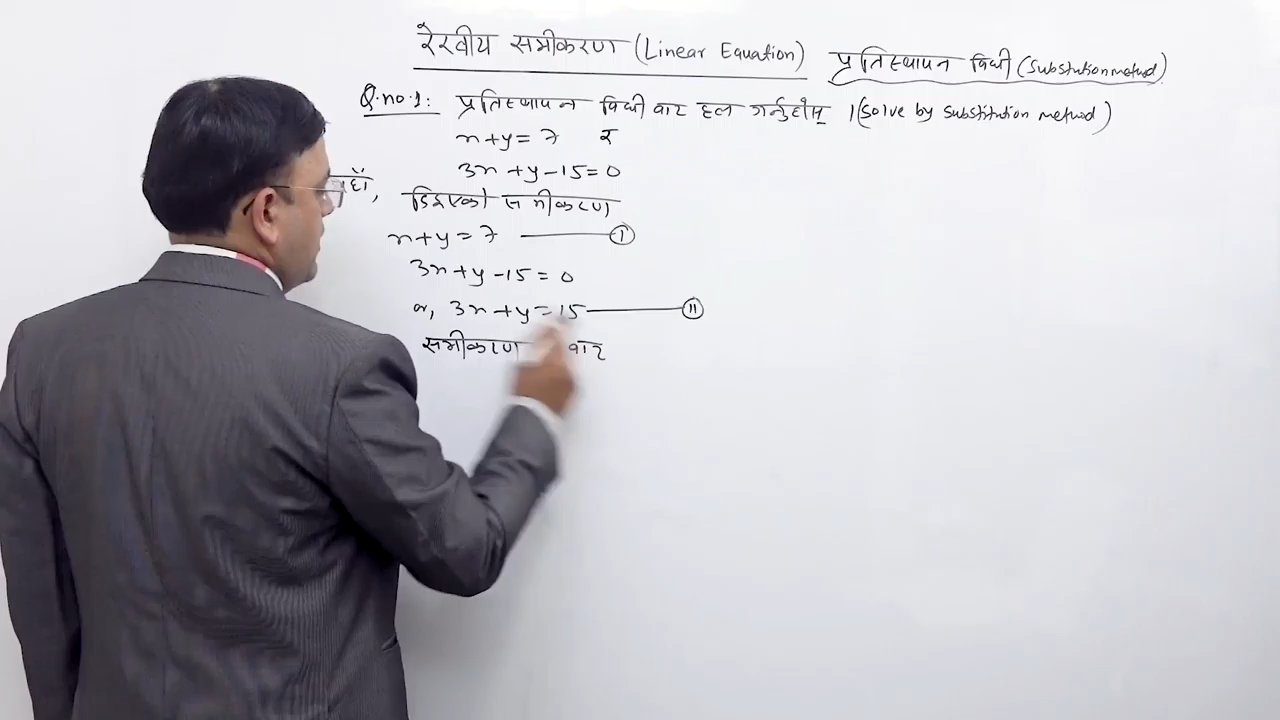 रेखीय समीकरण (Linear Equation) प्रतिस्थापन विधी (Substution method)
Q.no.1: प्रतिस्थापन विधी बाट हल गर्नुहोस् । (Solve by substitution method)
x+y=7 र
3x+y-15=0
यहाँ, दिइएको समीकरण
x+y=7 ——— I
3x+y-15=0
or, 3x+y=15 ——— II
समीकरण बाट